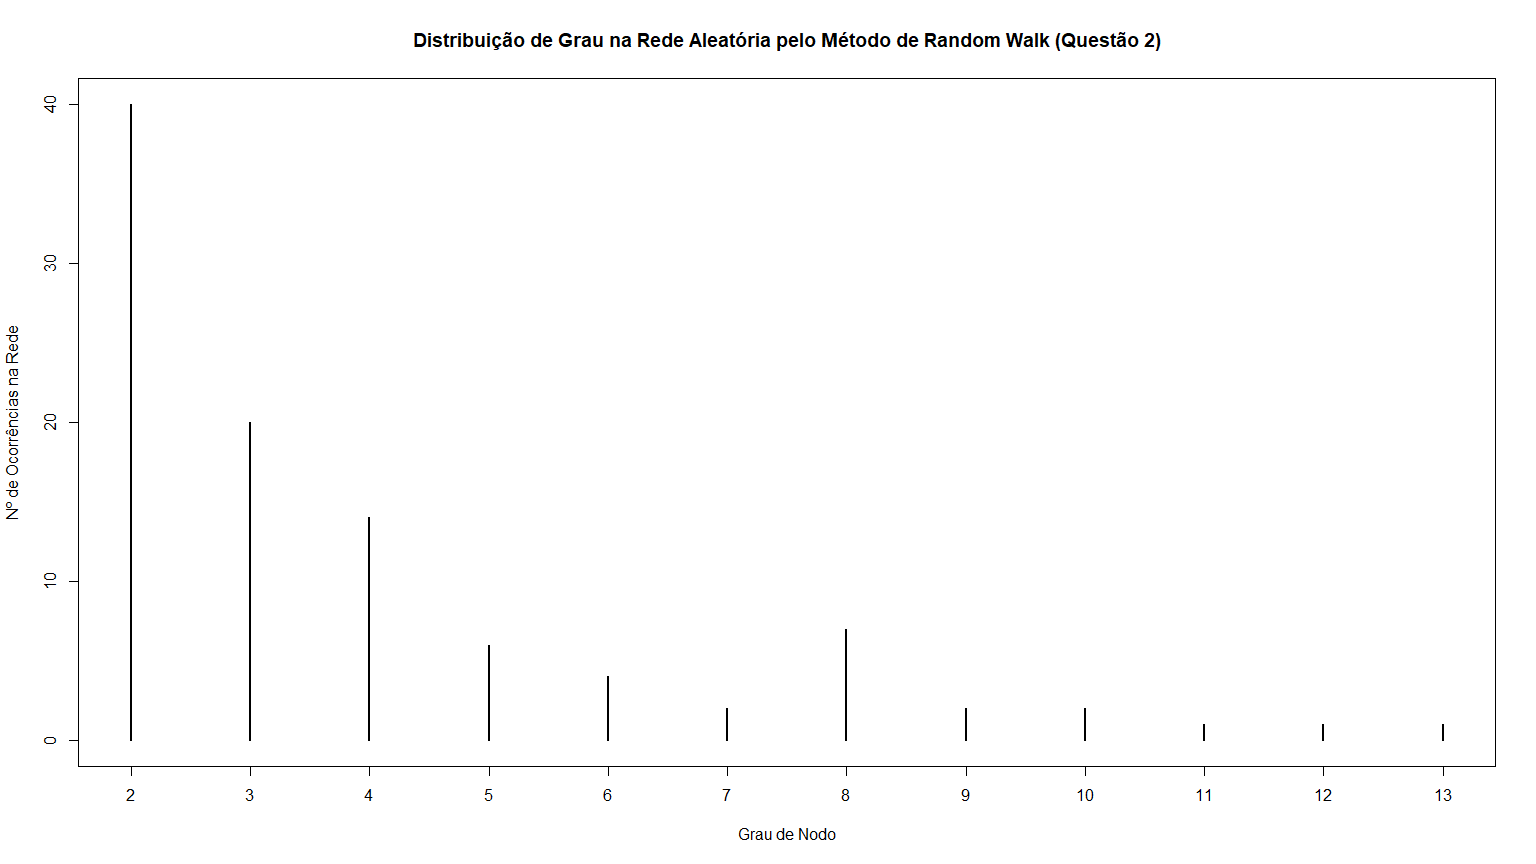 Distribuição de Grau na Rede Aleatória pelo Método de Random Walk (Questão 2)
Nº de Ocorrências na Rede
40
30
20
10
0
2 3 4 5 6 7 8 9 10 11 12 13
Grau de Nodo